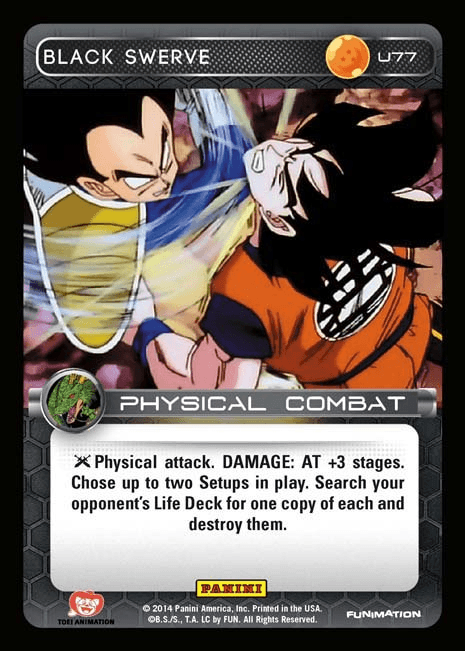 BLACK SWERVE
U77
PHYSICAL COMBAT
Physical attack. DAMAGE: AT +3 stages.
Chose up to two Setups in play. Search your
opponent's Life Deck for one copy of each and
destroy them.
PANINI
TOEI ANIMATION
© 2014 Panini America, Inc. Printed in the USA.
©B.S./S., T.A. LC by FUN. All Rights Reserved.
FUNIMATION